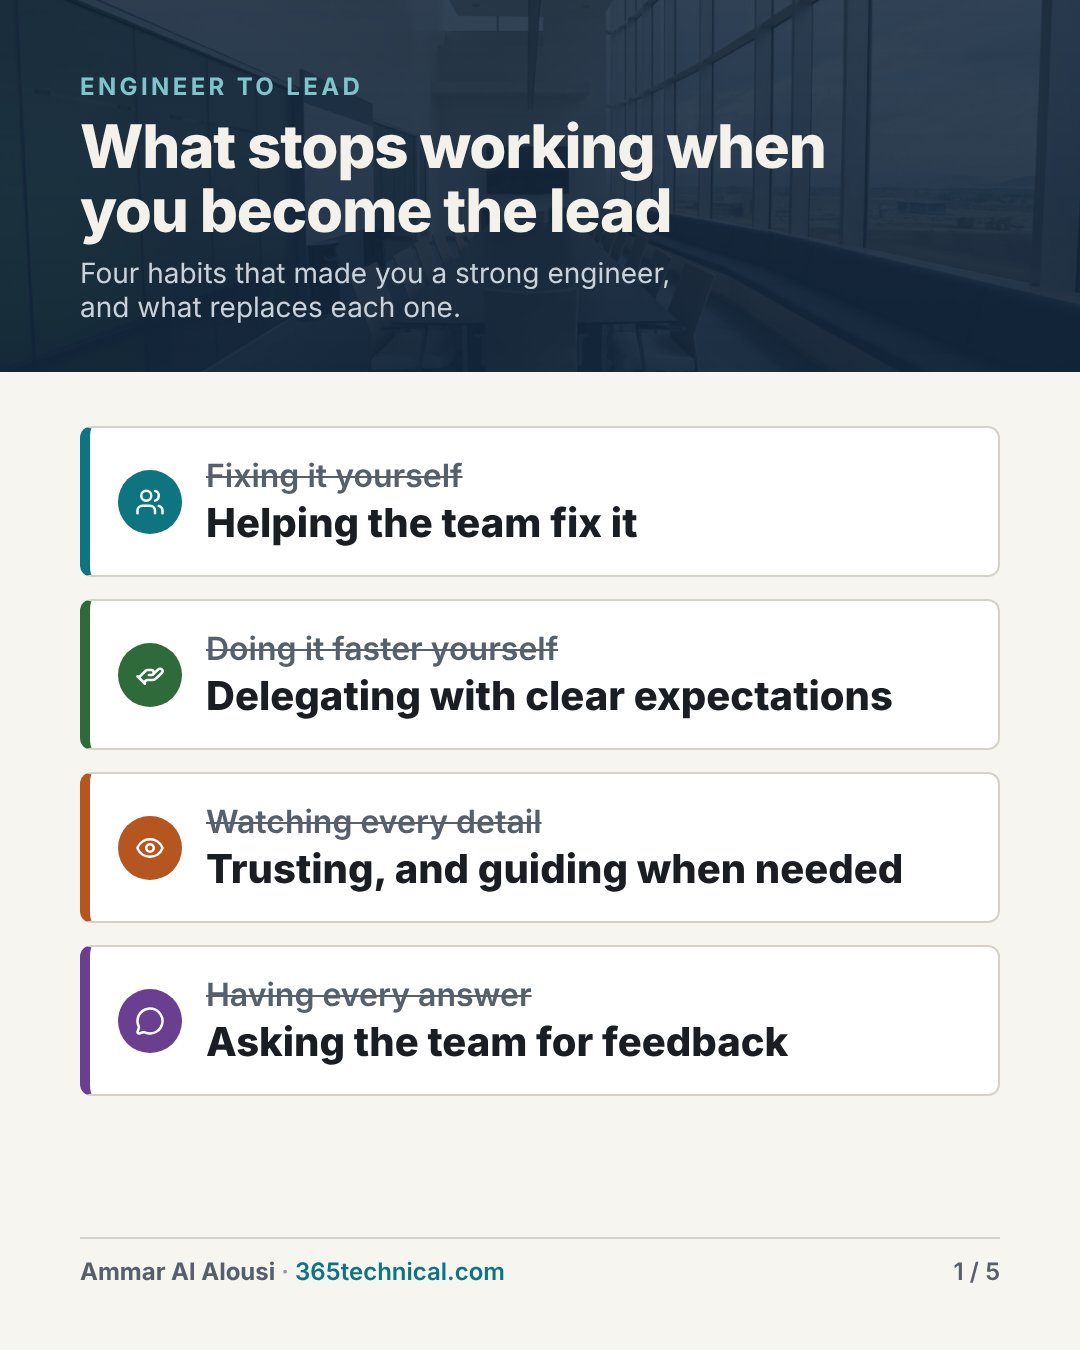 ENGINEER TO LEAD
What stops working when
you become the lead
Four habits that made you a strong engineer,
and what replaces each one.
Fixing it yourself
Helping the team fix it
Doing it faster yourself
Delegating with clear expectations
Watching every detail
Trusting, and guiding when needed
Having every answer
Asking the team for feedback
Ammar Al Alousi · 365technical.com
1 / 5